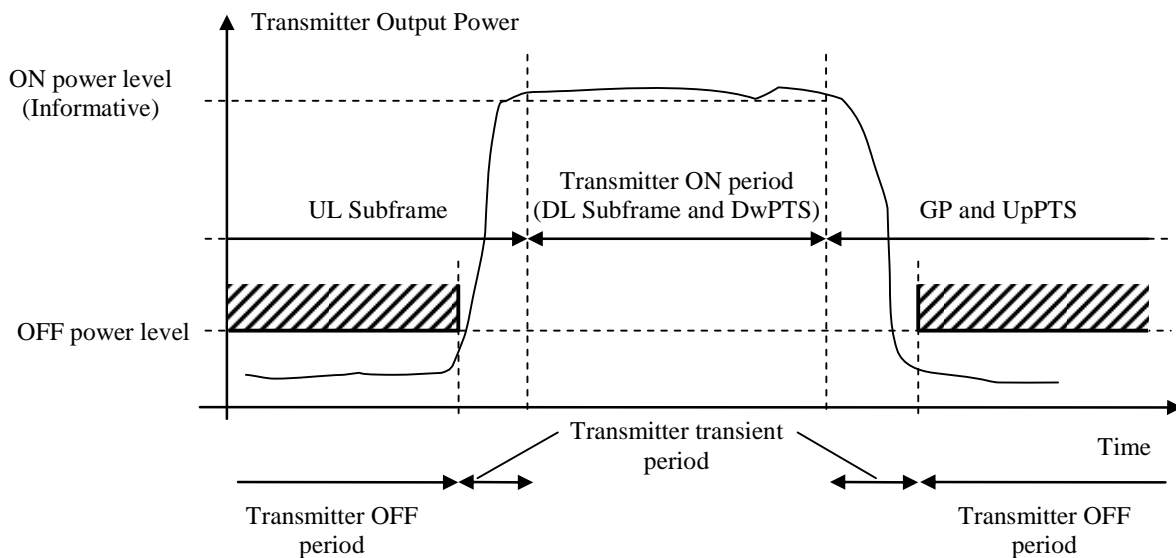 Transmitter Output Power
ON power level
(Informative)
Transmitter ON period
(DL Subframe and DwPTS)
UL Subframe
GP and UpPTS
OFF power level
Transmitter transient
period
Time
Transmitter OFF
period
Transmitter OFF
period